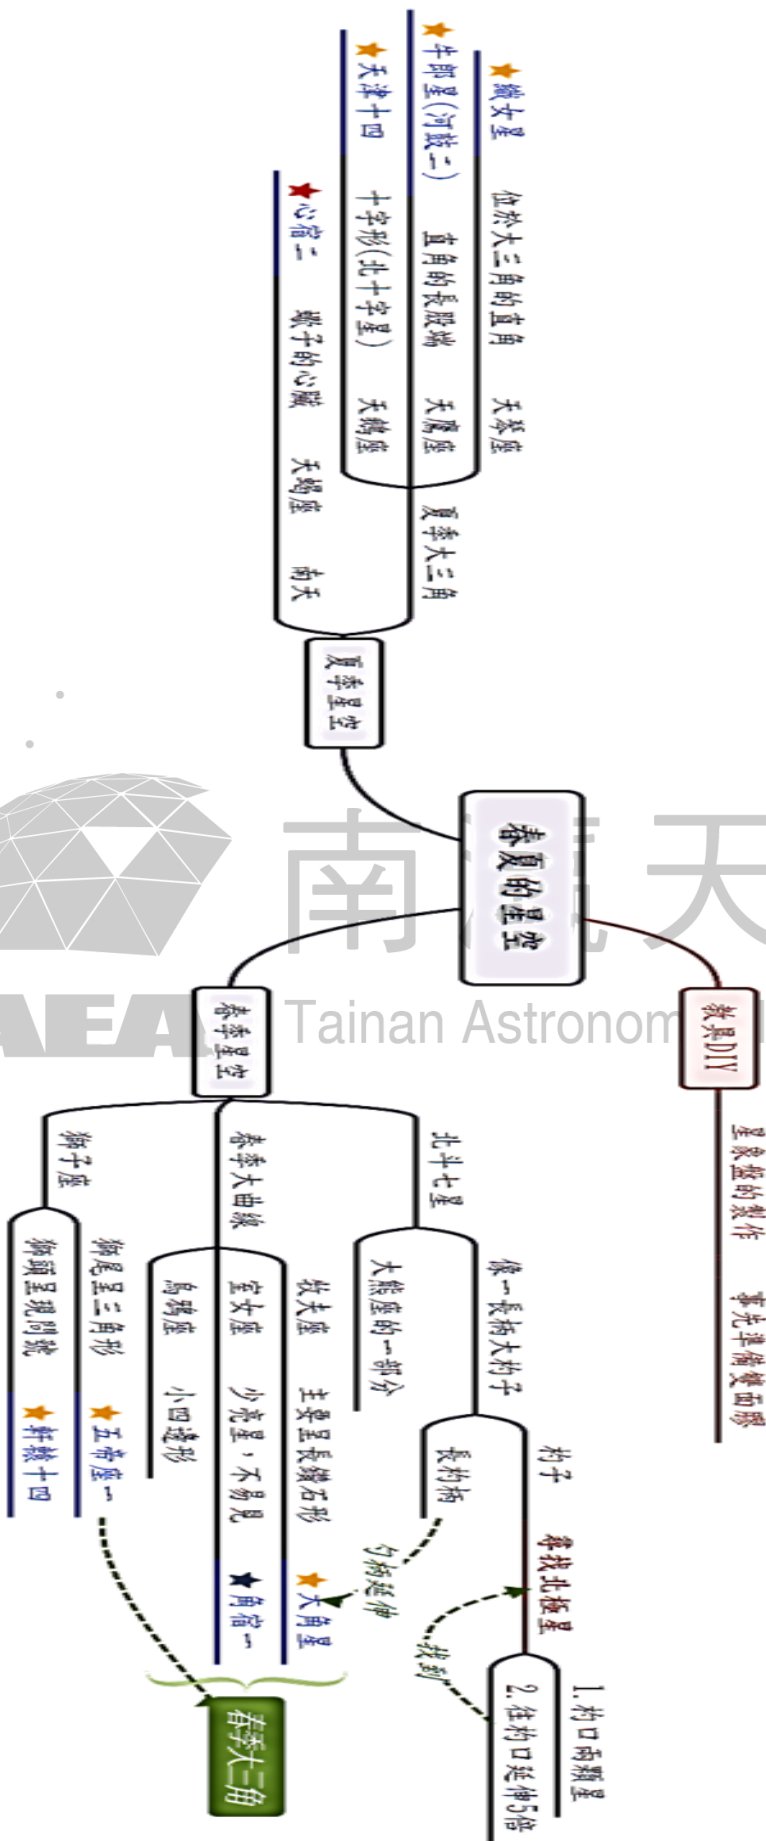 春夏的星空
教具DIY
星象盤的製作
事先準備雙面膠
夏季星空
夏季大三角
天琴座
位於大三角的直角
織女星
天鷹座
直角的長股端
牛郎星(河鼓二)
天鵝座
十字形(北十字星)
天津十四
南天
天蠍座
蠍子的心臟
心宿二
春季星空
北斗七星
像一長柄大杓子
杓子
尋找北極星
1.杓口兩顆星
2.往杓口延伸5倍
找到
長杓柄
勺柄延伸
大熊座的一部分
春季大曲線
牧夫座
主要呈長鑽石形
大角星
室女座
少亮星，不易見
角宿一
烏鴉座
小四邊形
獅子座
獅尾呈三角形
五帝座一
獅頭呈現問號
軒轅十四
春季大三角
南瀛天
Tainan Astronom
AEA